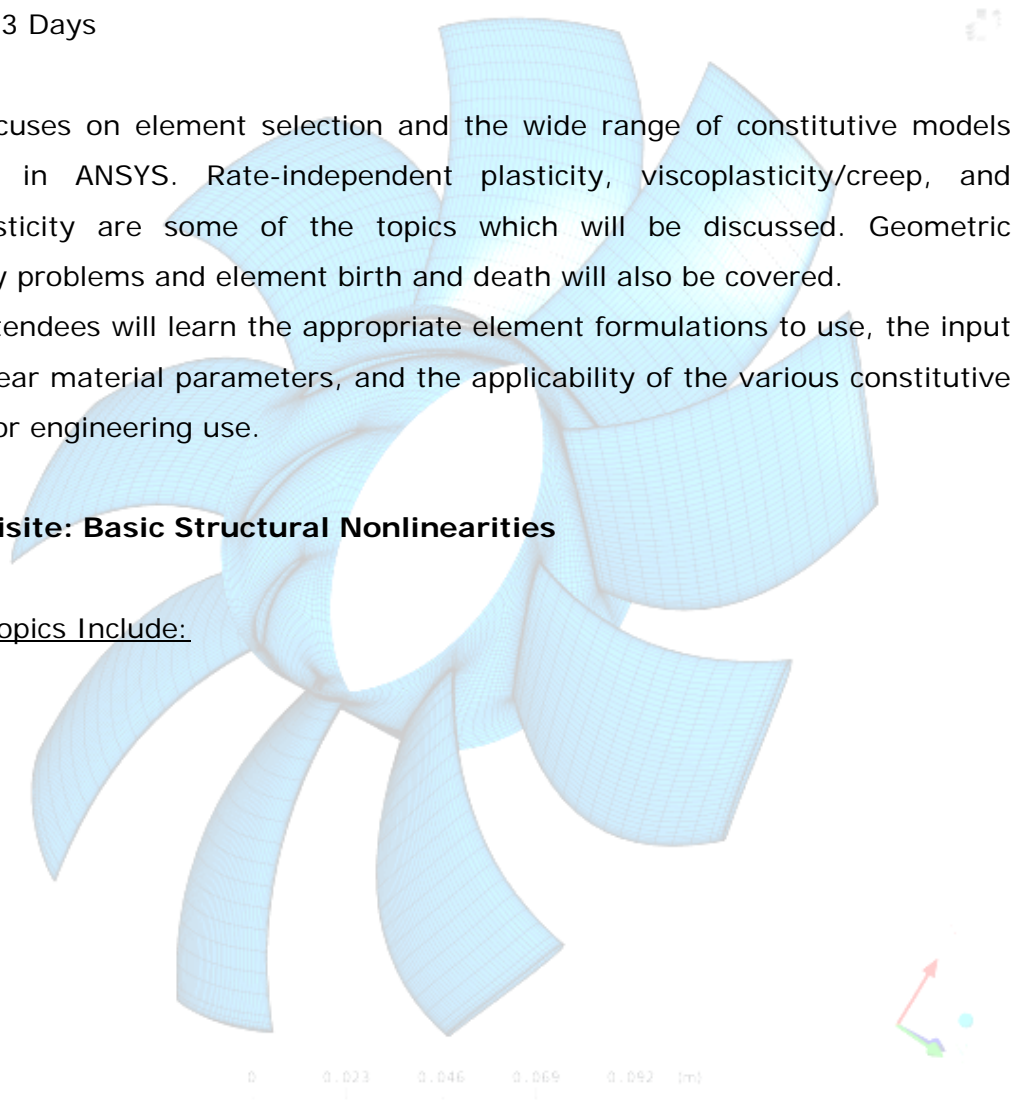 3 Days
cuses on element selection and the wide range of constitutive models
in ANSYS. Rate-independent plasticity, viscoplasticity/creep, and
sticity are some of the topics which will be discussed. Geometric
y problems and element birth and death will also be covered.
tendees will learn the appropriate element formulations to use, the input
ear material parameters, and the applicability of the various constitutive
or engineering use.
isite: Basic Structural Nonlinearities
opics Include:
0 0.023 0.046 0.069 0.092 (m)